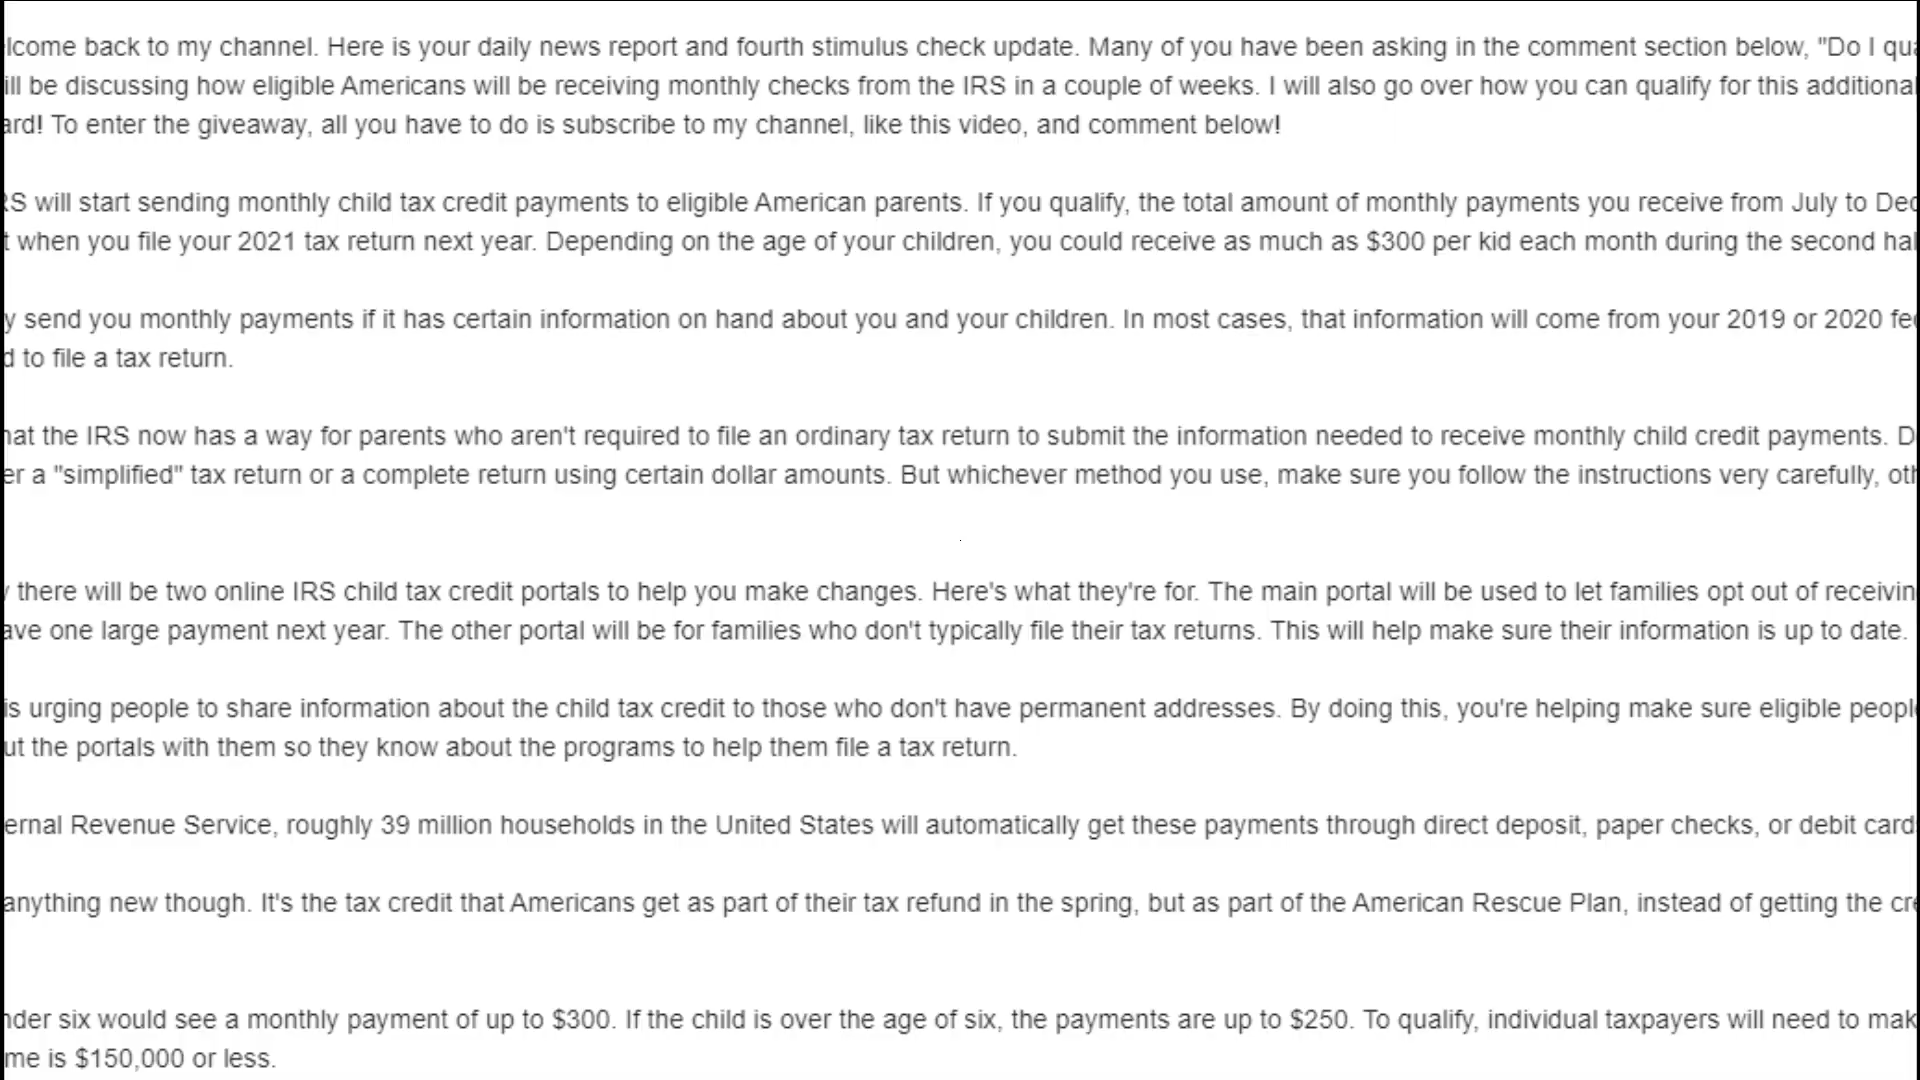 come back to my channel. Here is your daily news report and fourth stimulus check update. Many of you have been asking in the comment section below, "Do I
be discussing how eligible Americans will be receiving monthly checks from the IRS in a couple of weeks. I will also go over how you can qualify for this additional
To enter the giveaway, all you have to do is subscribe to my channel, like this video, and comment below!
will start sending monthly child tax credit payments to eligible American parents. If you qualify, the total amount of monthly payments you receive from July to
when you file your 2021 tax return next year. Depending on the age of your children, you could receive as much as $300 per kid each month during the second
send you monthly payments if it has certain information on hand about you and your children. In most cases, that information will come from your 2019 or 2020
to file a tax return.
the IRS now has a way for parents who aren't required to file an ordinary tax return to submit the information needed to receive monthly child credit payments.
a "simplified" tax return or a complete return using certain dollar amounts. But whichever method you use, make sure you follow the instructions very carefully,
there will be two online IRS child tax credit portals to help you make changes. Here's what they're for. The main portal will be used to let families opt out of
one large payment next year. The other portal will be for families who don't typically file their tax returns. This will help make sure their information is up to date.
is urging people to share information about the child tax credit to those who don't have permanent addresses. By doing this, you're helping make sure eligible
the portals with them so they know about the programs to help them file a tax return.
Revenue Service, roughly 39 million households in the United States will automatically get these payments through direct deposit, paper checks, or debit card
anything new though. It's the tax credit that Americans get as part of their tax refund in the spring, but as part of the American Rescue Plan, instead of getting the
six would see a monthly payment of up to $300. If the child is over the age of six, the payments are up to $250. To qualify, individual taxpayers will need to
is $150,000 or less.